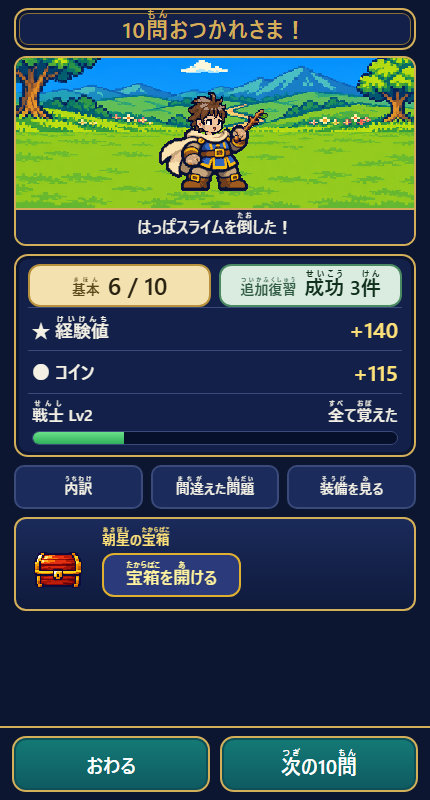 10問おつかれさま！
はっぱスライムを倒した！
基本 6 / 10
追加復習 成功 3件
★ 経験値 +140
● コイン +115
戦士 Lv2 全て覚えた
内訳 間違えた問題 装備を見る
朝星の宝箱
宝箱を開ける
おわる 次の10問